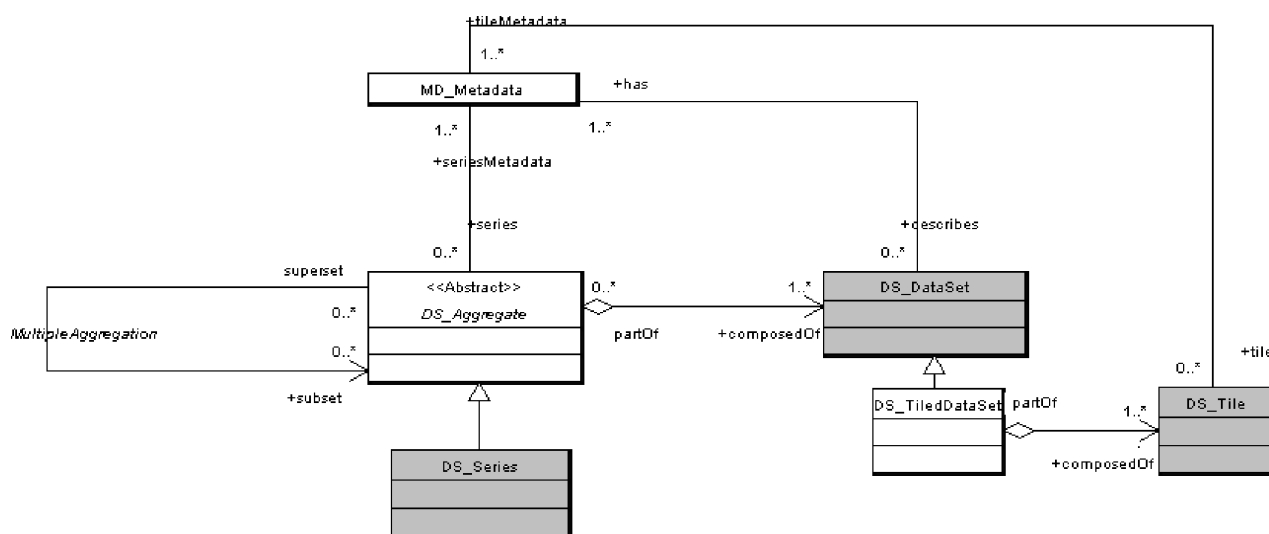 +tileMetadata
1..*
MD_Metadata
+has
1..*
1..*
+seriesMetadata
+series
+describes
0..*
0..*
superset
<<Abstract>>
DS_Aggregate
0..*
1..*
DS_DataSet
0..*
MultipleAggregation
partOf
+composedOf
0..*
+subset
+tile
0..*
DS_TiledDataSet
partOf
1..*
DS_Tile
+composedOf
DS_Series